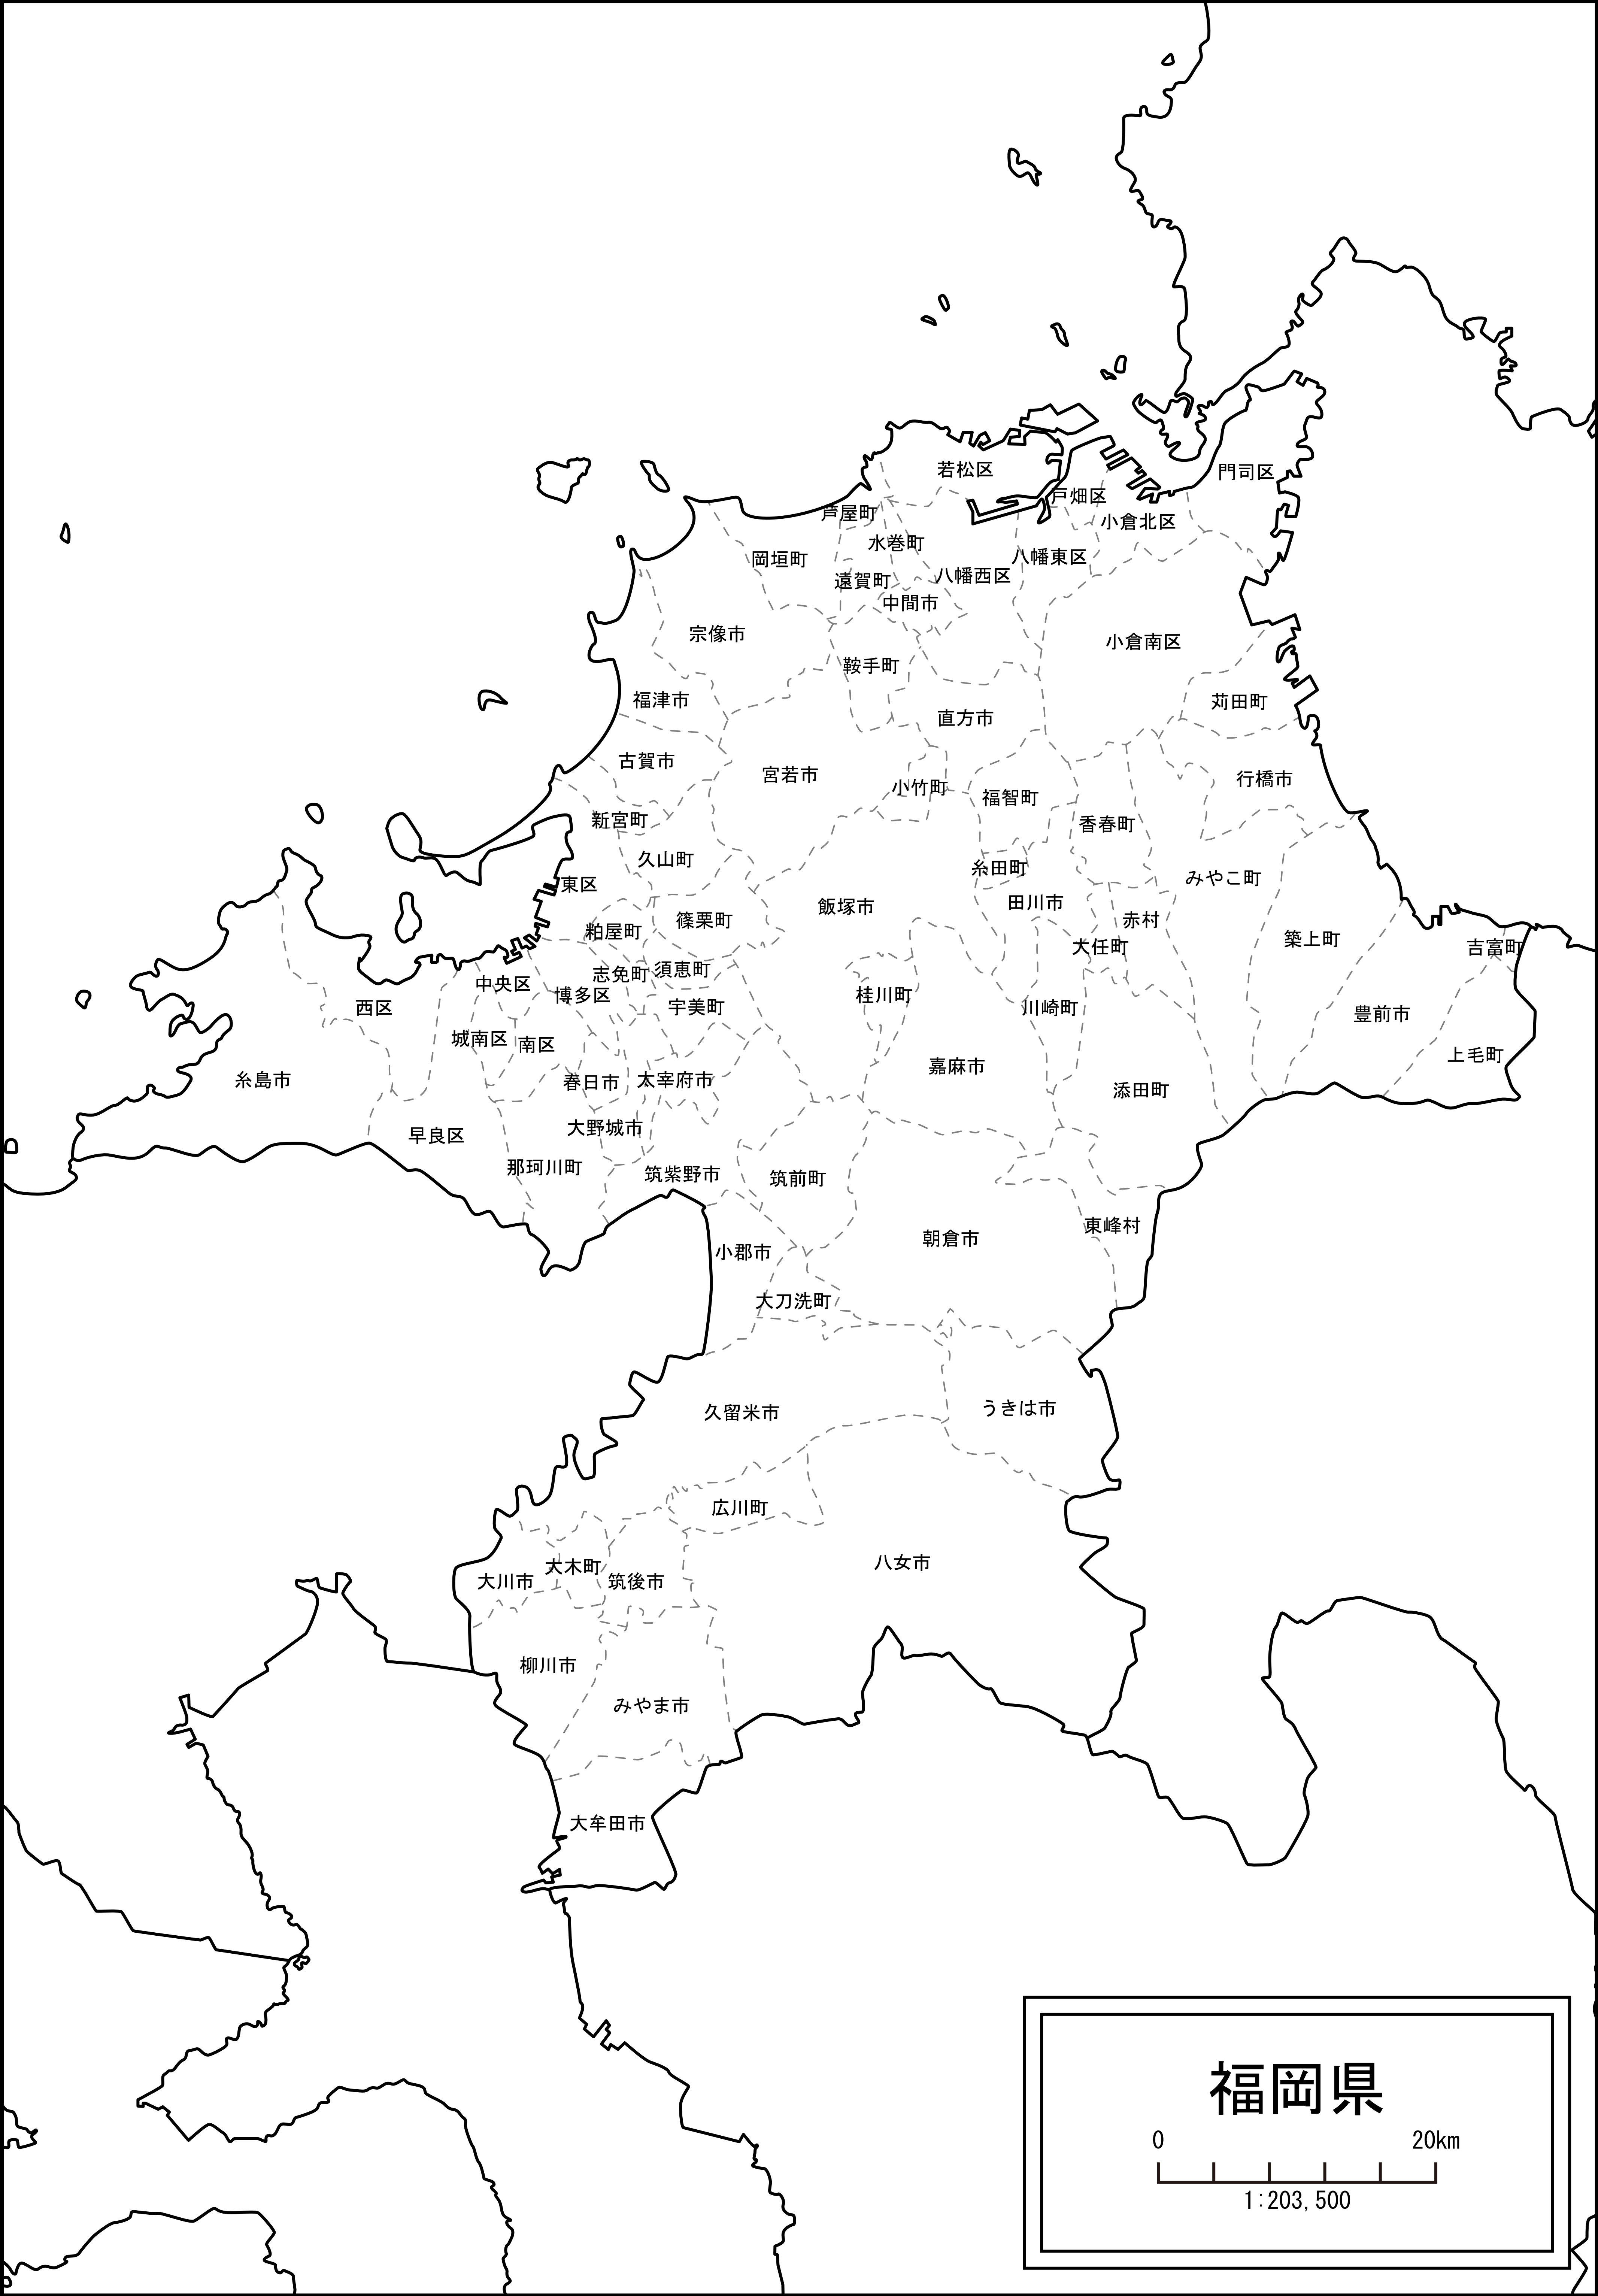 若松区
門司区
戸畑区
芦屋町
小倉北区
水巻町
岡垣町
八幡東区
遠賀町
八幡西区
中間市
宗像市
小倉南区
鞍手町
福津市
苅田町
直方市
古賀市
宮若市
行橋市
小竹町
福智町
新宮町
香春町
久山町
糸田町
みやこ町
東区
飯塚市
田川市
篠栗町
赤村
粕屋町
築上町
大任町
吉富町
志免町
須恵町
中央区
博多区
桂川町
西区
宇美町
川崎町
豊前市
城南区
南区
上毛町
嘉麻市
糸島市
春日市
太宰府市
添田町
大野城市
早良区
那珂川町
筑紫野市
筑前町
東峰村
朝倉市
小郡市
大刀洗町
うきは市
久留米市
広川町
八女市
大木町
大川市
筑後市
柳川市
みやま市
大牟田市
福岡県
0 20km
1:203,500